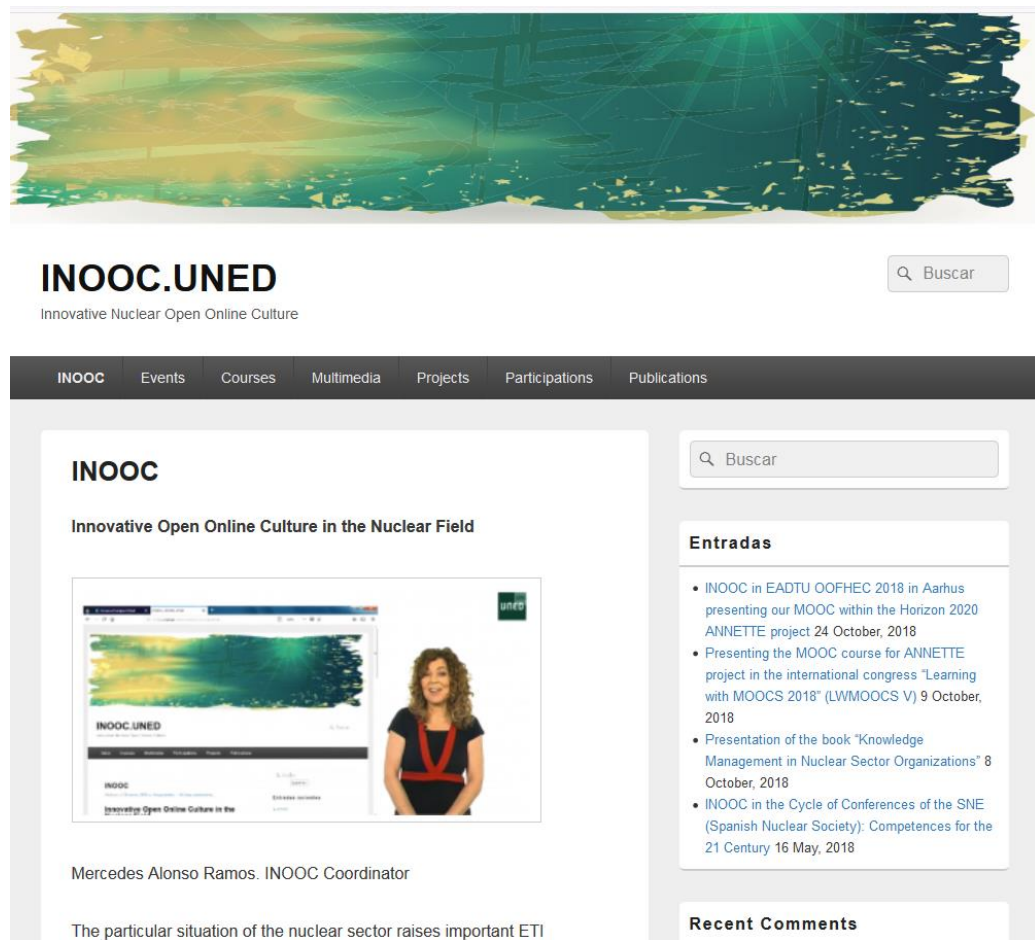 INOOC.UNED
Buscar
Innovative Nuclear Open Online Culture
INOOC Events Courses Multimedia Projects Participations Publications
INOOC
Innovative Open Online Culture in the Nuclear Field
UNED
INOOC.UNED
INOOC
Innovative Open Online Culture in the
Mercedes Alonso Ramos. INOOC Coordinator
The particular situation of the nuclear sector raises important ETI
Buscar
Entradas
INOOC in EADTU OOFHEC 2018 in Aarhus
presenting our MOOC within the Horizon 2020
ANNETTE project 24 October, 2018
Presenting the MOOC course for ANNETTE
project in the international congress “Learning
with MOOCS 2018” (LWMOOCS V) 9 October,
2018
Presentation of the book “Knowledge
Management in Nuclear Sector Organizations” 8
October, 2018
INOOC in the Cycle of Conferences of the SNE
(Spanish Nuclear Society): Competences for the
21 Century 16 May, 2018
Recent Comments